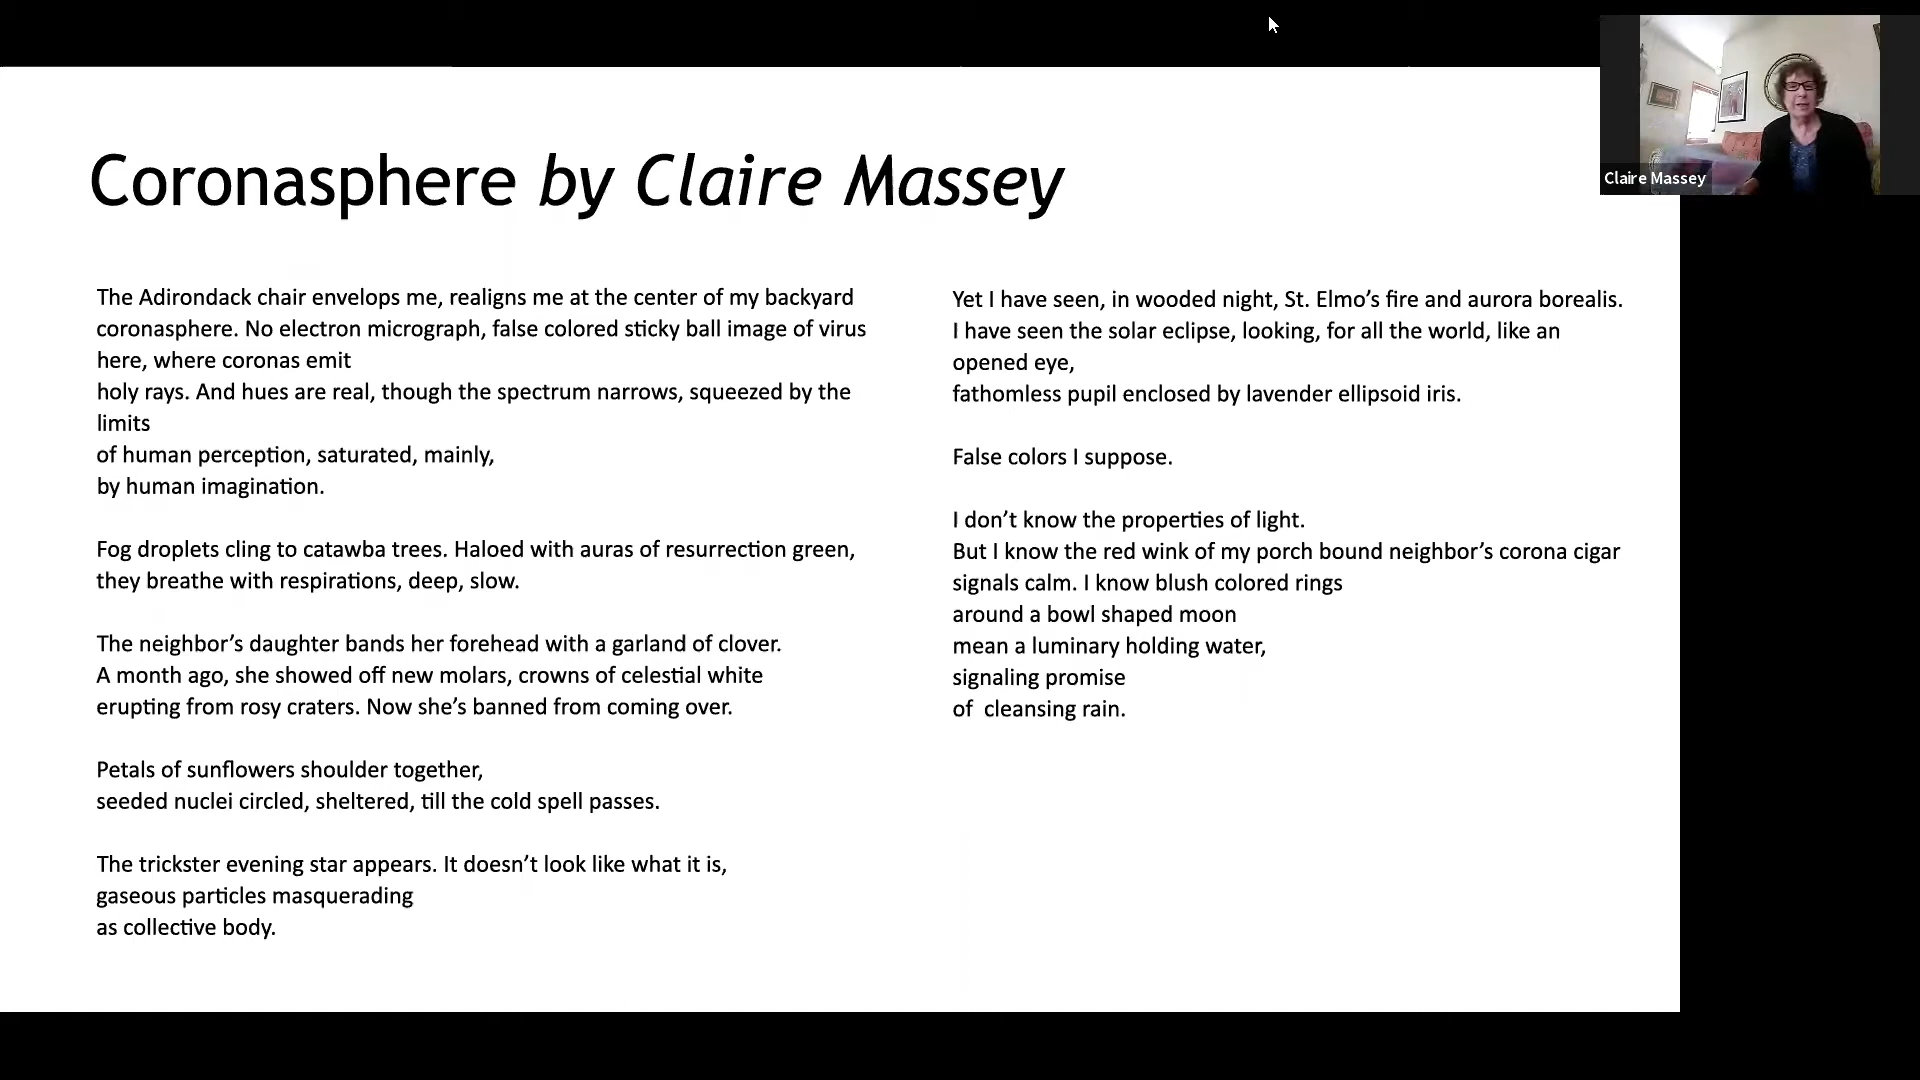 Coronasphere by Claire Massey
The Adirondack chair envelops me, realigns me at the center of my backyard
coronasphere. No electron micrograph, false colored sticky ball image of virus
here, where coronas emit
holy rays. And hues are real, though the spectrum narrows, squeezed by the
limits
of human perception, saturated, mainly,
by human imagination.
Fog droplets cling to catawba trees. Haloed with auras of resurrection green,
they breathe with respirations, deep, slow.
The neighbor’s daughter bands her forehead with a garland of clover.
A month ago, she showed off new molars, crowns of celestial white
erupting from rosy craters. Now she’s banned from coming over.
Petals of sunflowers shoulder together,
seeded nuclei circled, sheltered, till the cold spell passes.
The trickster evening star appears. It doesn’t look like what it is,
gaseous particles masquerading
as collective body.
Yet I have seen, in wooded night, St. Elmo’s fire and aurora borealis.
I have seen the solar eclipse, looking, for all the world, like an
opened eye,
fathomless pupil enclosed by lavender ellipsoid iris.
False colors I suppose.
I don’t know the properties of light.
But I know the red wink of my porch bound neighbor’s corona cigar
signals calm. I know blush colored rings
around a bowl shaped moon
mean a luminary holding water,
signaling promise
of  cleansing rain.
Claire Massey